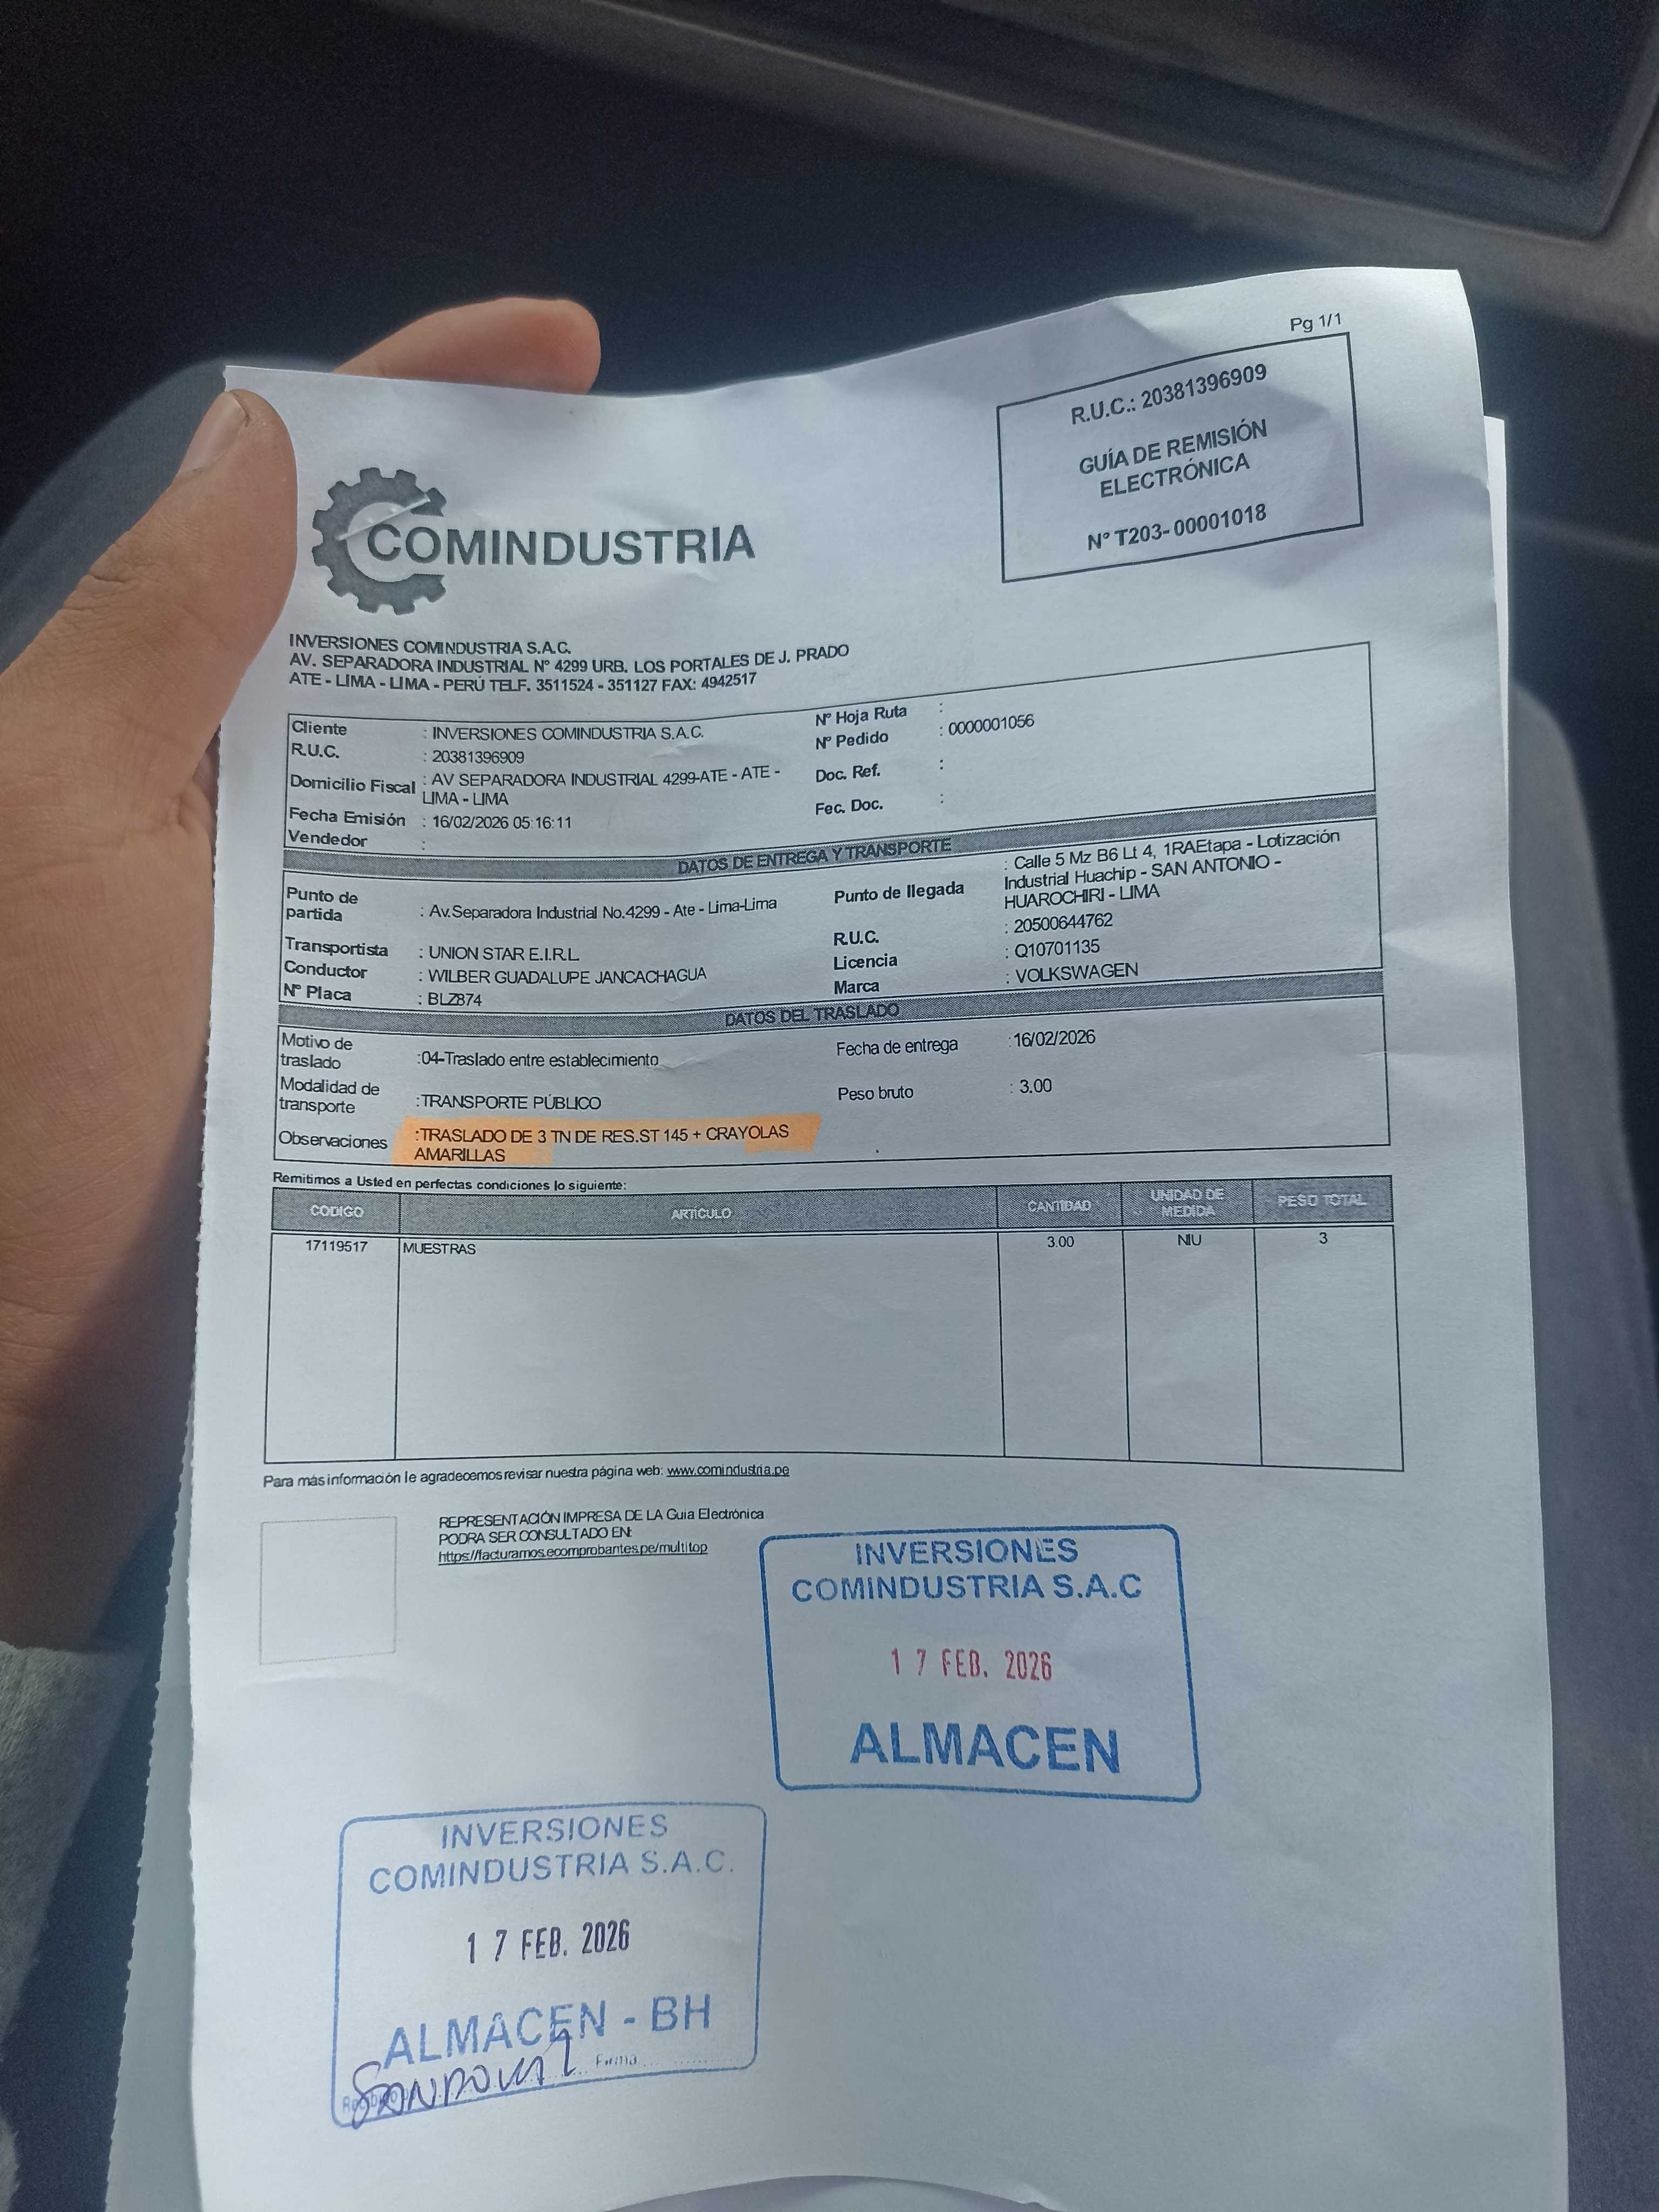 Pg 1/1
R.U.C.: 20381396909
GUÍA DE REMISIÓN
ELECTRÓNICA
Nº T203- 00001018
COMINDUSTRIA
INVERSIONES COMINDUSTRIA S.A.C.
AV. SEPARADORA INDUSTRIAL Nº 4299 URB. LOS PORTALES DE J. PRADO
ATE - LIMA - LIMA - PERÚ TELF. 3511524 - 351127 FAX: 4942517
Cliente : INVERSIONES COMINDUSTRIA S.A.C.
R.U.C. : 20381396909
Domicilio Fiscal : AV SEPARADORA INDUSTRIAL 4299-ATE - ATE -
LIMA - LIMA
Fecha Emisión : 16/02/2026 05:16:11
Vendedor :
Nº Hoja Ruta :
Nº Pedido : 0000001056
Doc. Ref. :
Fec. Doc. :
DATOS DE ENTREGA Y TRANSPORTE
Punto de
partida : Av.Separadora Industrial No.4299 - Ate - Lima-Lima
Transportista : UNION STAR E.I.R.L
Conductor : WILBER GUADALUPE JANCACHAGUA
Nº Placa : BLZ874
Punto de llegada : Calle 5 Mz B6 Lt 4, 1RAEtapa - Lotización
Industrial Huachip - SAN ANTONIO -
HUAROCHIRI - LIMA
R.U.C. : 20500644762
Licencia : Q10701135
Marca : VOLKSWAGEN
DATOS DEL TRASLADO
Motivo de
traslado :04-Traslado entre establecimiento
Modalidad de
transporte :TRANSPORTE PÚBLICO
Fecha de entrega :16/02/2026
Peso bruto : 3.00
Observaciones :TRASLADO DE 3 TN DE RES.ST 145 + CRAYOLAS
AMARILLAS
Remitimos a Usted en perfectas condiciones lo siguiente:
CODIGO ARTÍCULO CANTIDAD UNIDAD DE MEDIDA PESO TOTAL
17119517 MUESTRAS 3.00 NIU 3
Para más información le agradecemos revisar nuestra página web: www.comindustria.pe
REPRESENTACIÓN IMPRESA DE LA Guia Electrónica
PODRA SER CONSULTADO EN:
https://facturamos.ecomprobantes.pe/multitop
INVERSIONES
COMINDUSTRIA S.A.C
17 FEB. 2026
ALMACEN
INVERSIONES
COMINDUSTRIA S.A.C.
17 FEB. 2026
ALMACEN - BH
SANDOVAL
Firma